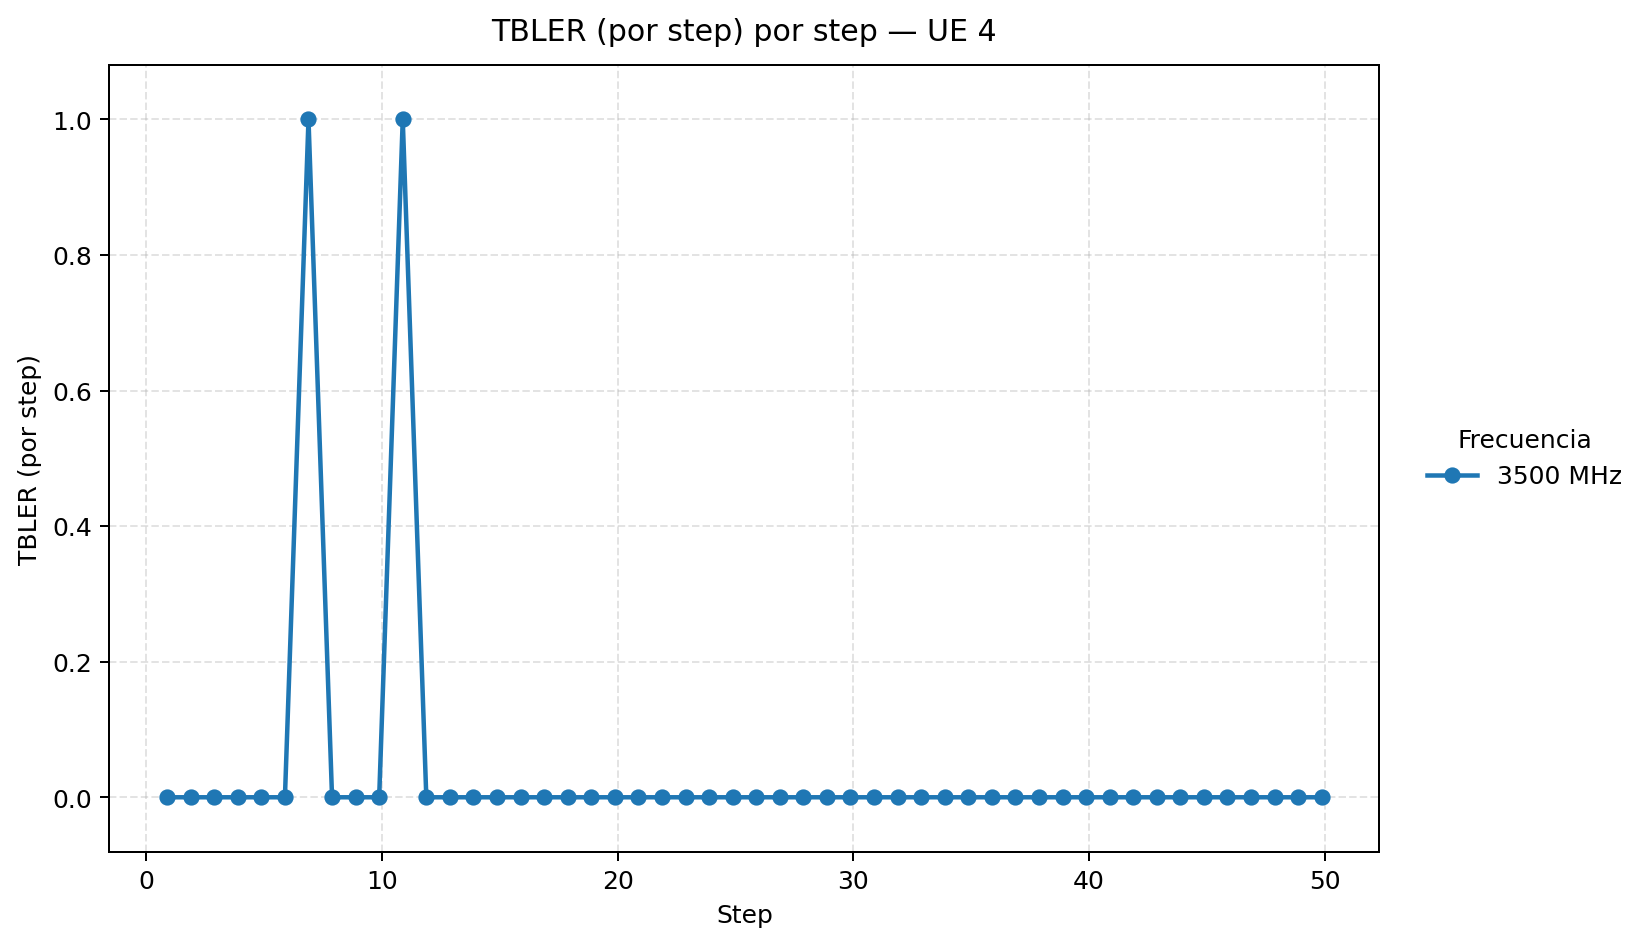 TBLER (por step) por step — UE 4
TBLER (por step)
1.0
0.8
0.6
0.4
0.2
0.0
0 10 20 30 40 50
Step
Frecuencia
3500 MHz